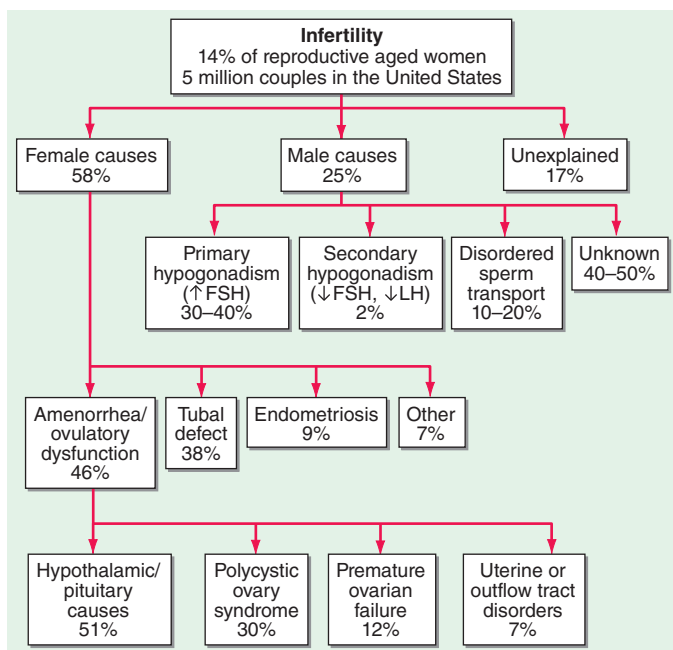 Infertility
14% of reproductive aged women
5 million couples in the United States
Female causes
58%
Male causes
25%
Unexplained
17%
Primary
hypogonadism
(↑FSH)
30–40%
Secondary
hypogonadism
(↓FSH, ↓LH)
2%
Disordered
sperm
transport
10–20%
Unknown
40–50%
Amenorrhea/
ovulatory
dysfunction
46%
Tubal
defect
38%
Endometriosis
9%
Other
7%
Hypothalamic/
pituitary
causes
51%
Polycystic
ovary
syndrome
30%
Premature
ovarian
failure
12%
Uterine or
outflow tract
disorders
7%